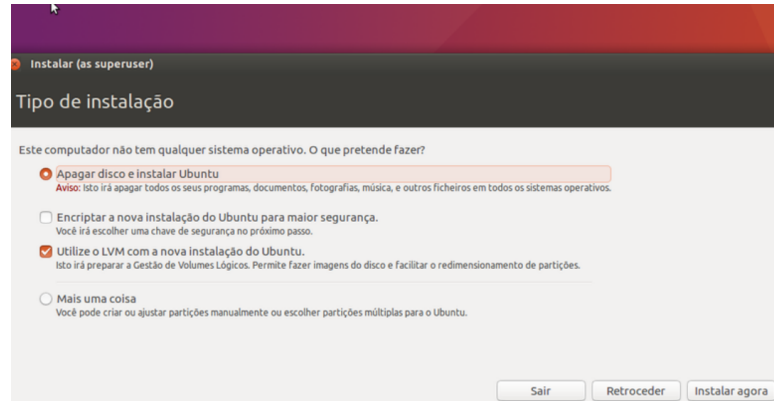 Instalar (as superuser)
Tipo de instalação
Este computador não tem qualquer sistema operativo. O que pretende fazer?
Apagar disco e instalar Ubuntu
Aviso: Isto irá apagar todos os seus programas, documentos, fotografias, música, e outros ficheiros em todos os sistemas operativos.
Encriptar a nova instalação do Ubuntu para maior segurança.
Você irá escolher uma chave de segurança no próximo passo.
Utilize o LVM com a nova instalação do Ubuntu.
Isto irá preparar a Gestão de Volumes Lógicos. Permite fazer imagens do disco e facilitar o redimensionamento de partições.
Mais uma coisa
Você pode criar ou ajustar partições manualmente ou escolher partições múltiplas para o Ubuntu.
Sair Retroceder Instalar agora